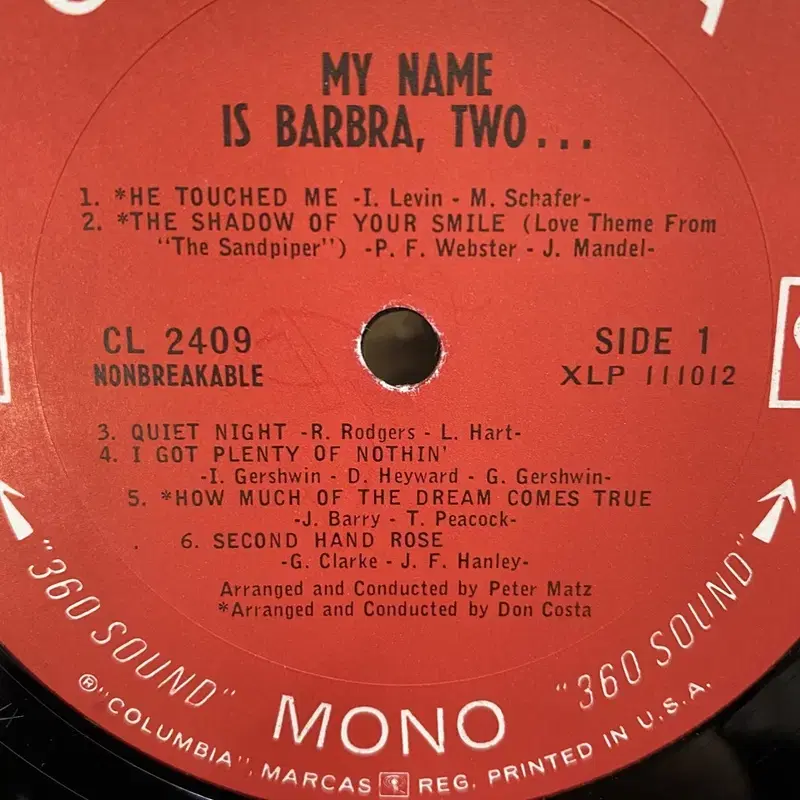 MY NAME
IS BARBRA, TWO...
1. *HE TOUCHED ME -I. Levin - M. Schafer-
2. *THE SHADOW OF YOUR SMILE (Love Theme From
"The Sandpiper") -P. F. Webster - J. Mandel-
CL 2409
NONBREAKABLE
SIDE 1
XLP 111012
3. QUIET NIGHT -R. Rodgers - L. Hart-
4. I GOT PLENTY OF NOTHIN'
-I. Gershwin - D. Heyward - G. Gershwin-
5. *HOW MUCH OF THE DREAM COMES TRUE
-J. Barry - T. Peacock-
6. SECOND HAND ROSE
-G. Clarke - J. F. Hanley-
Arranged and Conducted by Peter Matz
*Arranged and Conducted by Don Costa
"360 SOUND"
MONO
"360 SOUND"
® "COLUMBIA", MARCAS REG. PRINTED IN U.S.A.